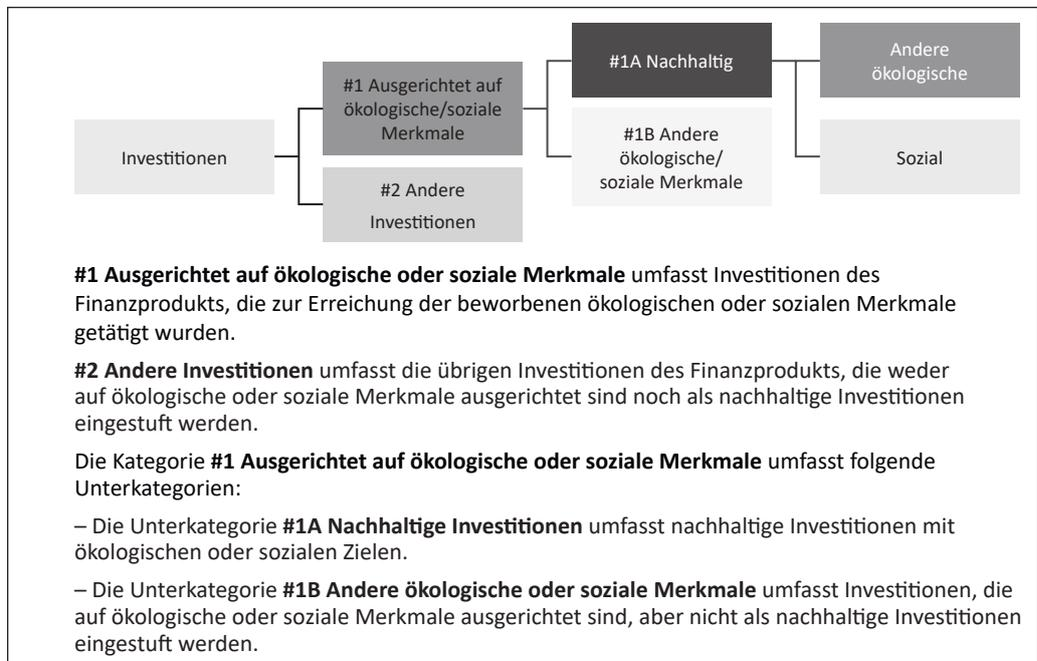 Investitionen
#1 Ausgerichtet auf
ökologische/soziale
Merkmale
#2 Andere
Investitionen
#1A Nachhaltig
#1B Andere
ökologische/
soziale Merkmale
Andere
ökologische
Sozial
#1 Ausgerichtet auf ökologische oder soziale Merkmale umfasst Investitionen des
Finanzprodukts, die zur Erreichung der beworbenen ökologischen oder sozialen Merkmale
getätigt wurden.
#2 Andere Investitionen umfasst die übrigen Investitionen des Finanzprodukts, die weder
auf ökologische oder soziale Merkmale ausgerichtet sind noch als nachhaltige Investitionen
eingestuft werden.
Die Kategorie #1 Ausgerichtet auf ökologische oder soziale Merkmale umfasst folgende
Unterkategorien:
– Die Unterkategorie #1A Nachhaltige Investitionen umfasst nachhaltige Investitionen mit
ökologischen oder sozialen Zielen.
– Die Unterkategorie #1B Andere ökologische oder soziale Merkmale umfasst Investitionen, die
auf ökologische oder soziale Merkmale ausgerichtet sind, aber nicht als nachhaltige Investitionen
eingestuft werden.